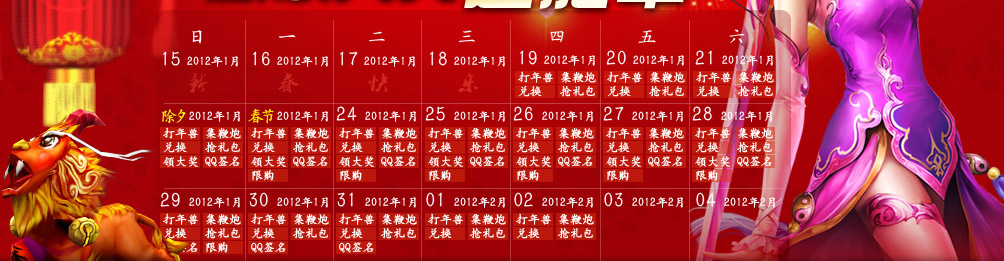 日 一 二 三 四 五 六
15 2012年1月 16 2012年1月 17 2012年1月 18 2012年1月 19 2012年1月 20 2012年1月 21 2012年1月
新 春 快 乐 打年兽 集鞭炮 打年兽 集鞭炮 打年兽 集鞭炮
兑换 抢礼包 兑换 抢礼包 兑换 抢礼包
除夕 2012年1月 春节 2012年1月 24 2012年1月 25 2012年1月 26 2012年1月 27 2012年1月 28 2012年1月
打年兽 集鞭炮 打年兽 集鞭炮 打年兽 集鞭炮 打年兽 集鞭炮 打年兽 集鞭炮 打年兽 集鞭炮 打年兽 集鞭炮
兑换 抢礼包 兑换 抢礼包 兑换 抢礼包 兑换 抢礼包 兑换 抢礼包 兑换 抢礼包 兑换 抢礼包
领大奖 QQ签名 领大奖 QQ签名 领大奖 QQ签名 领大奖 QQ签名 领大奖 QQ签名 领大奖 QQ签名 领大奖 QQ签名
限购 限购 限购 限购 限购 限购
29 2012年1月 30 2012年1月 31 2012年1月 01 2012年2月 02 2012年2月 03 2012年2月 04 2012年2月
打年兽 集鞭炮 打年兽 集鞭炮 打年兽 集鞭炮 打年兽 集鞭炮 打年兽 集鞭炮
兑换 抢礼包 兑换 抢礼包 兑换 抢礼包 兑换 抢礼包 兑换 抢礼包
签名 限购 QQ签名 QQ签名